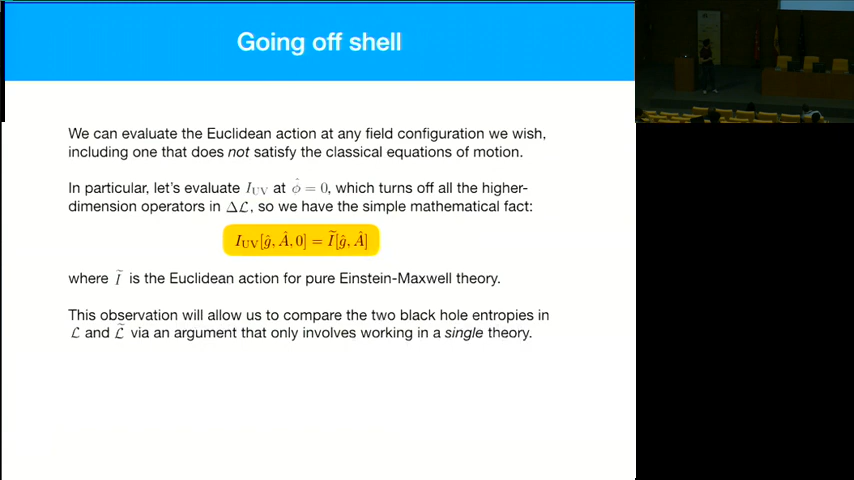 Going off shell
We can evaluate the Euclidean action at any field configuration we wish,
including one that does not satisfy the classical equations of motion.
In particular, let's evaluate I_UV at ϕ̂ = 0, which turns off all the higher-
dimension operators in Δℒ, so we have the simple mathematical fact:
I_UV[ĝ, Â, 0] = Ĩ[ĝ, Â]
where Ĩ is the Euclidean action for pure Einstein-Maxwell theory.
This observation will allow us to compare the two black hole entropies in
ℒ and ℒ̃ via an argument that only involves working in a single theory.